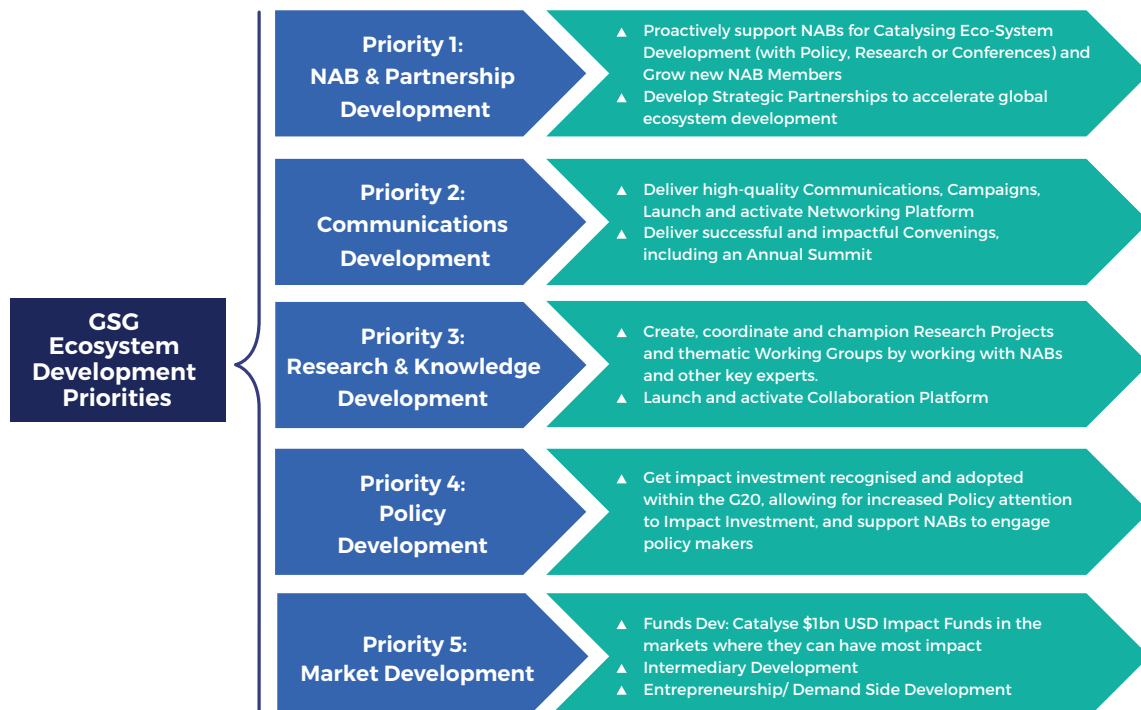 GSG
Ecosystem
Development
Priorities
Priority 1:
NAB & Partnership
Development
▲ Proactively support NABs for Catalysing Eco-System
Development (with Policy, Research or Conferences) and
Grow new NAB Members
▲ Develop Strategic Partnerships to accelerate global
ecosystem development
Priority 2:
Communications
Development
▲ Deliver high-quality Communications, Campaigns,
Launch and activate Networking Platform
▲ Deliver successful and impactful Convenings,
including an Annual Summit
Priority 3:
Research & Knowledge
Development
▲ Create, coordinate and champion Research Projects
and thematic Working Groups by working with NABs
and other key experts.
▲ Launch and activate Collaboration Platform
Priority 4:
Policy
Development
▲ Get impact investment recognised and adopted
within the G20, allowing for increased Policy attention
to Impact Investment, and support NABs to engage
policy makers
Priority 5:
Market Development
▲ Funds Dev: Catalyse $1bn USD Impact Funds in the
markets where they can have most impact
▲ Intermediary Development
▲ Entrepreneurship/ Demand Side Development